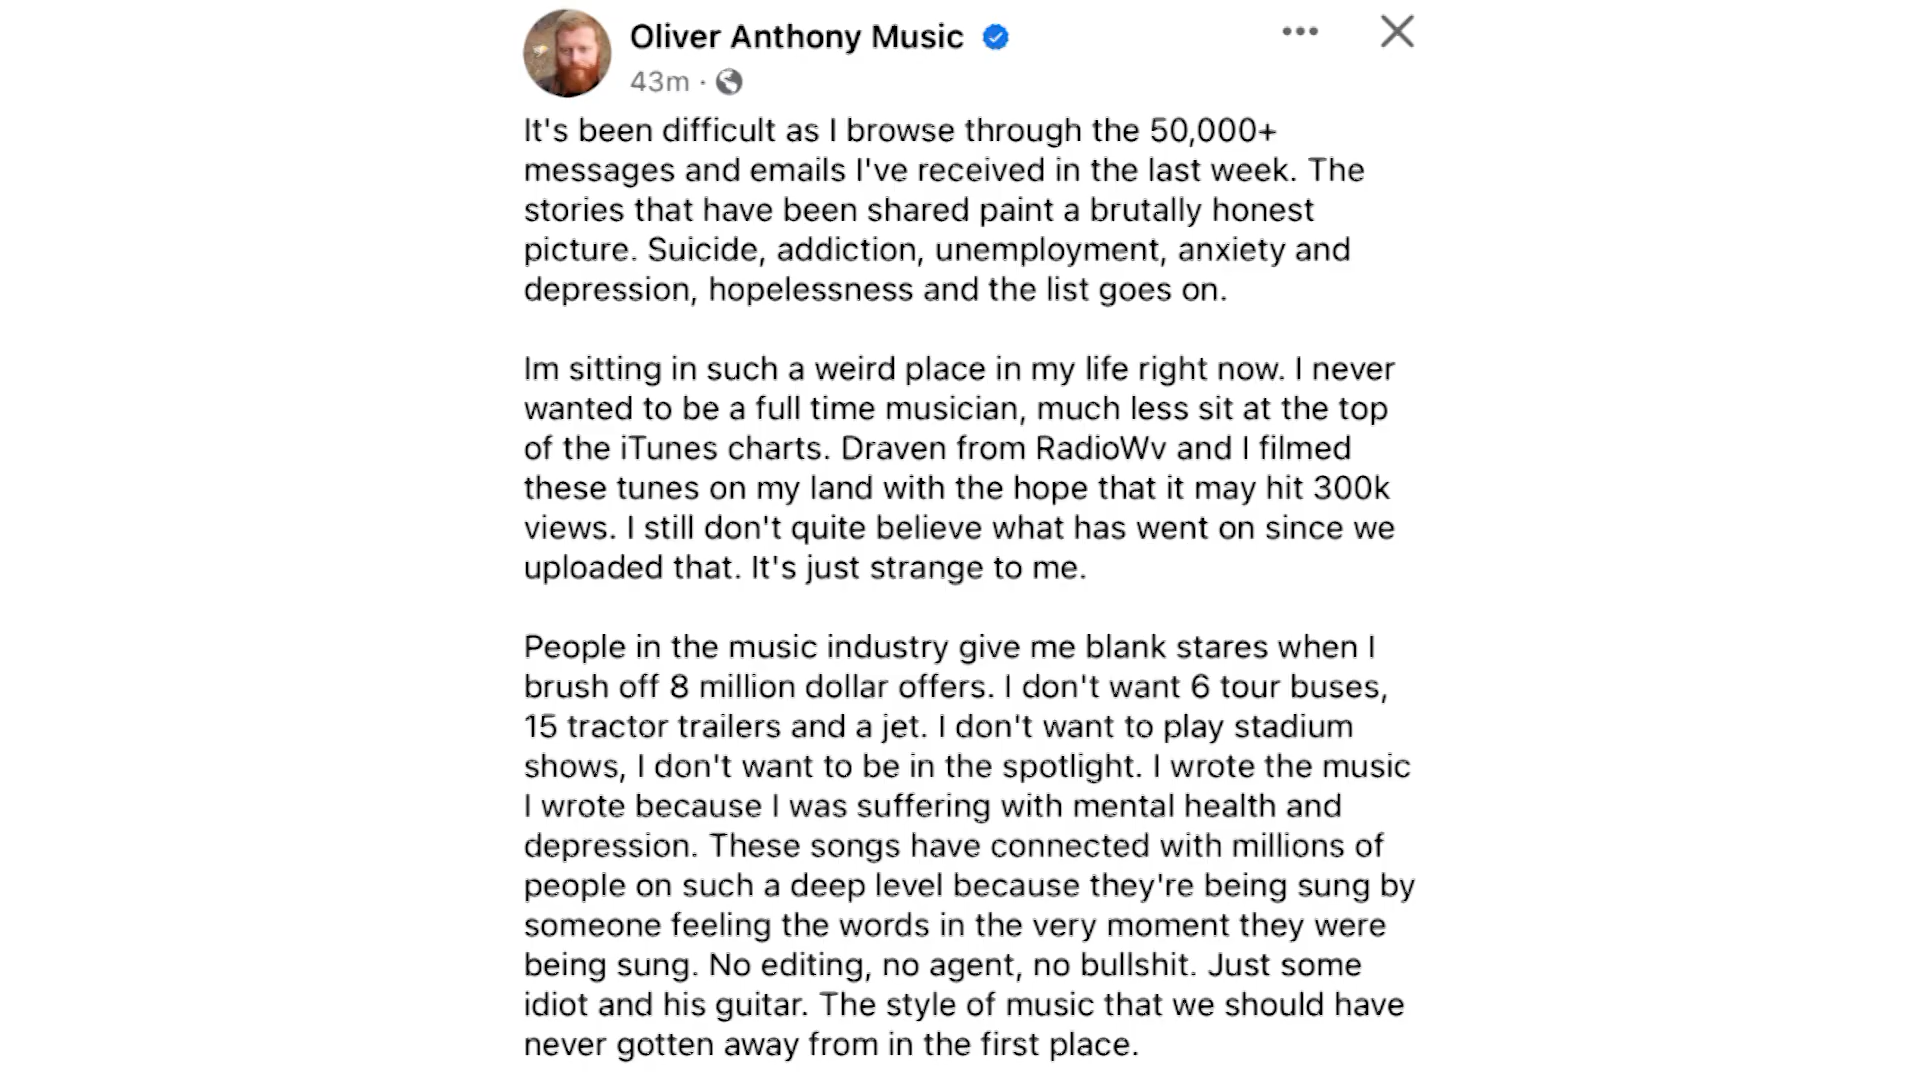 Oliver Anthony Music
43m ·
It's been difficult as I browse through the 50,000+
messages and emails I've received in the last week. The
stories that have been shared paint a brutally honest
picture. Suicide, addiction, unemployment, anxiety and
depression, hopelessness and the list goes on.
Im sitting in such a weird place in my life right now. I never
wanted to be a full time musician, much less sit at the top
of the iTunes charts. Draven from RadioWv and I filmed
these tunes on my land with the hope that it may hit 300k
views. I still don't quite believe what has went on since we
uploaded that. It's just strange to me.
People in the music industry give me blank stares when I
brush off 8 million dollar offers. I don't want 6 tour buses,
15 tractor trailers and a jet. I don't want to play stadium
shows, I don't want to be in the spotlight. I wrote the music
I wrote because I was suffering with mental health and
depression. These songs have connected with millions of
people on such a deep level because they're being sung by
someone feeling the words in the very moment they were
being sung. No editing, no agent, no bullshit. Just some
idiot and his guitar. The style of music that we should have
never gotten away from in the first place.